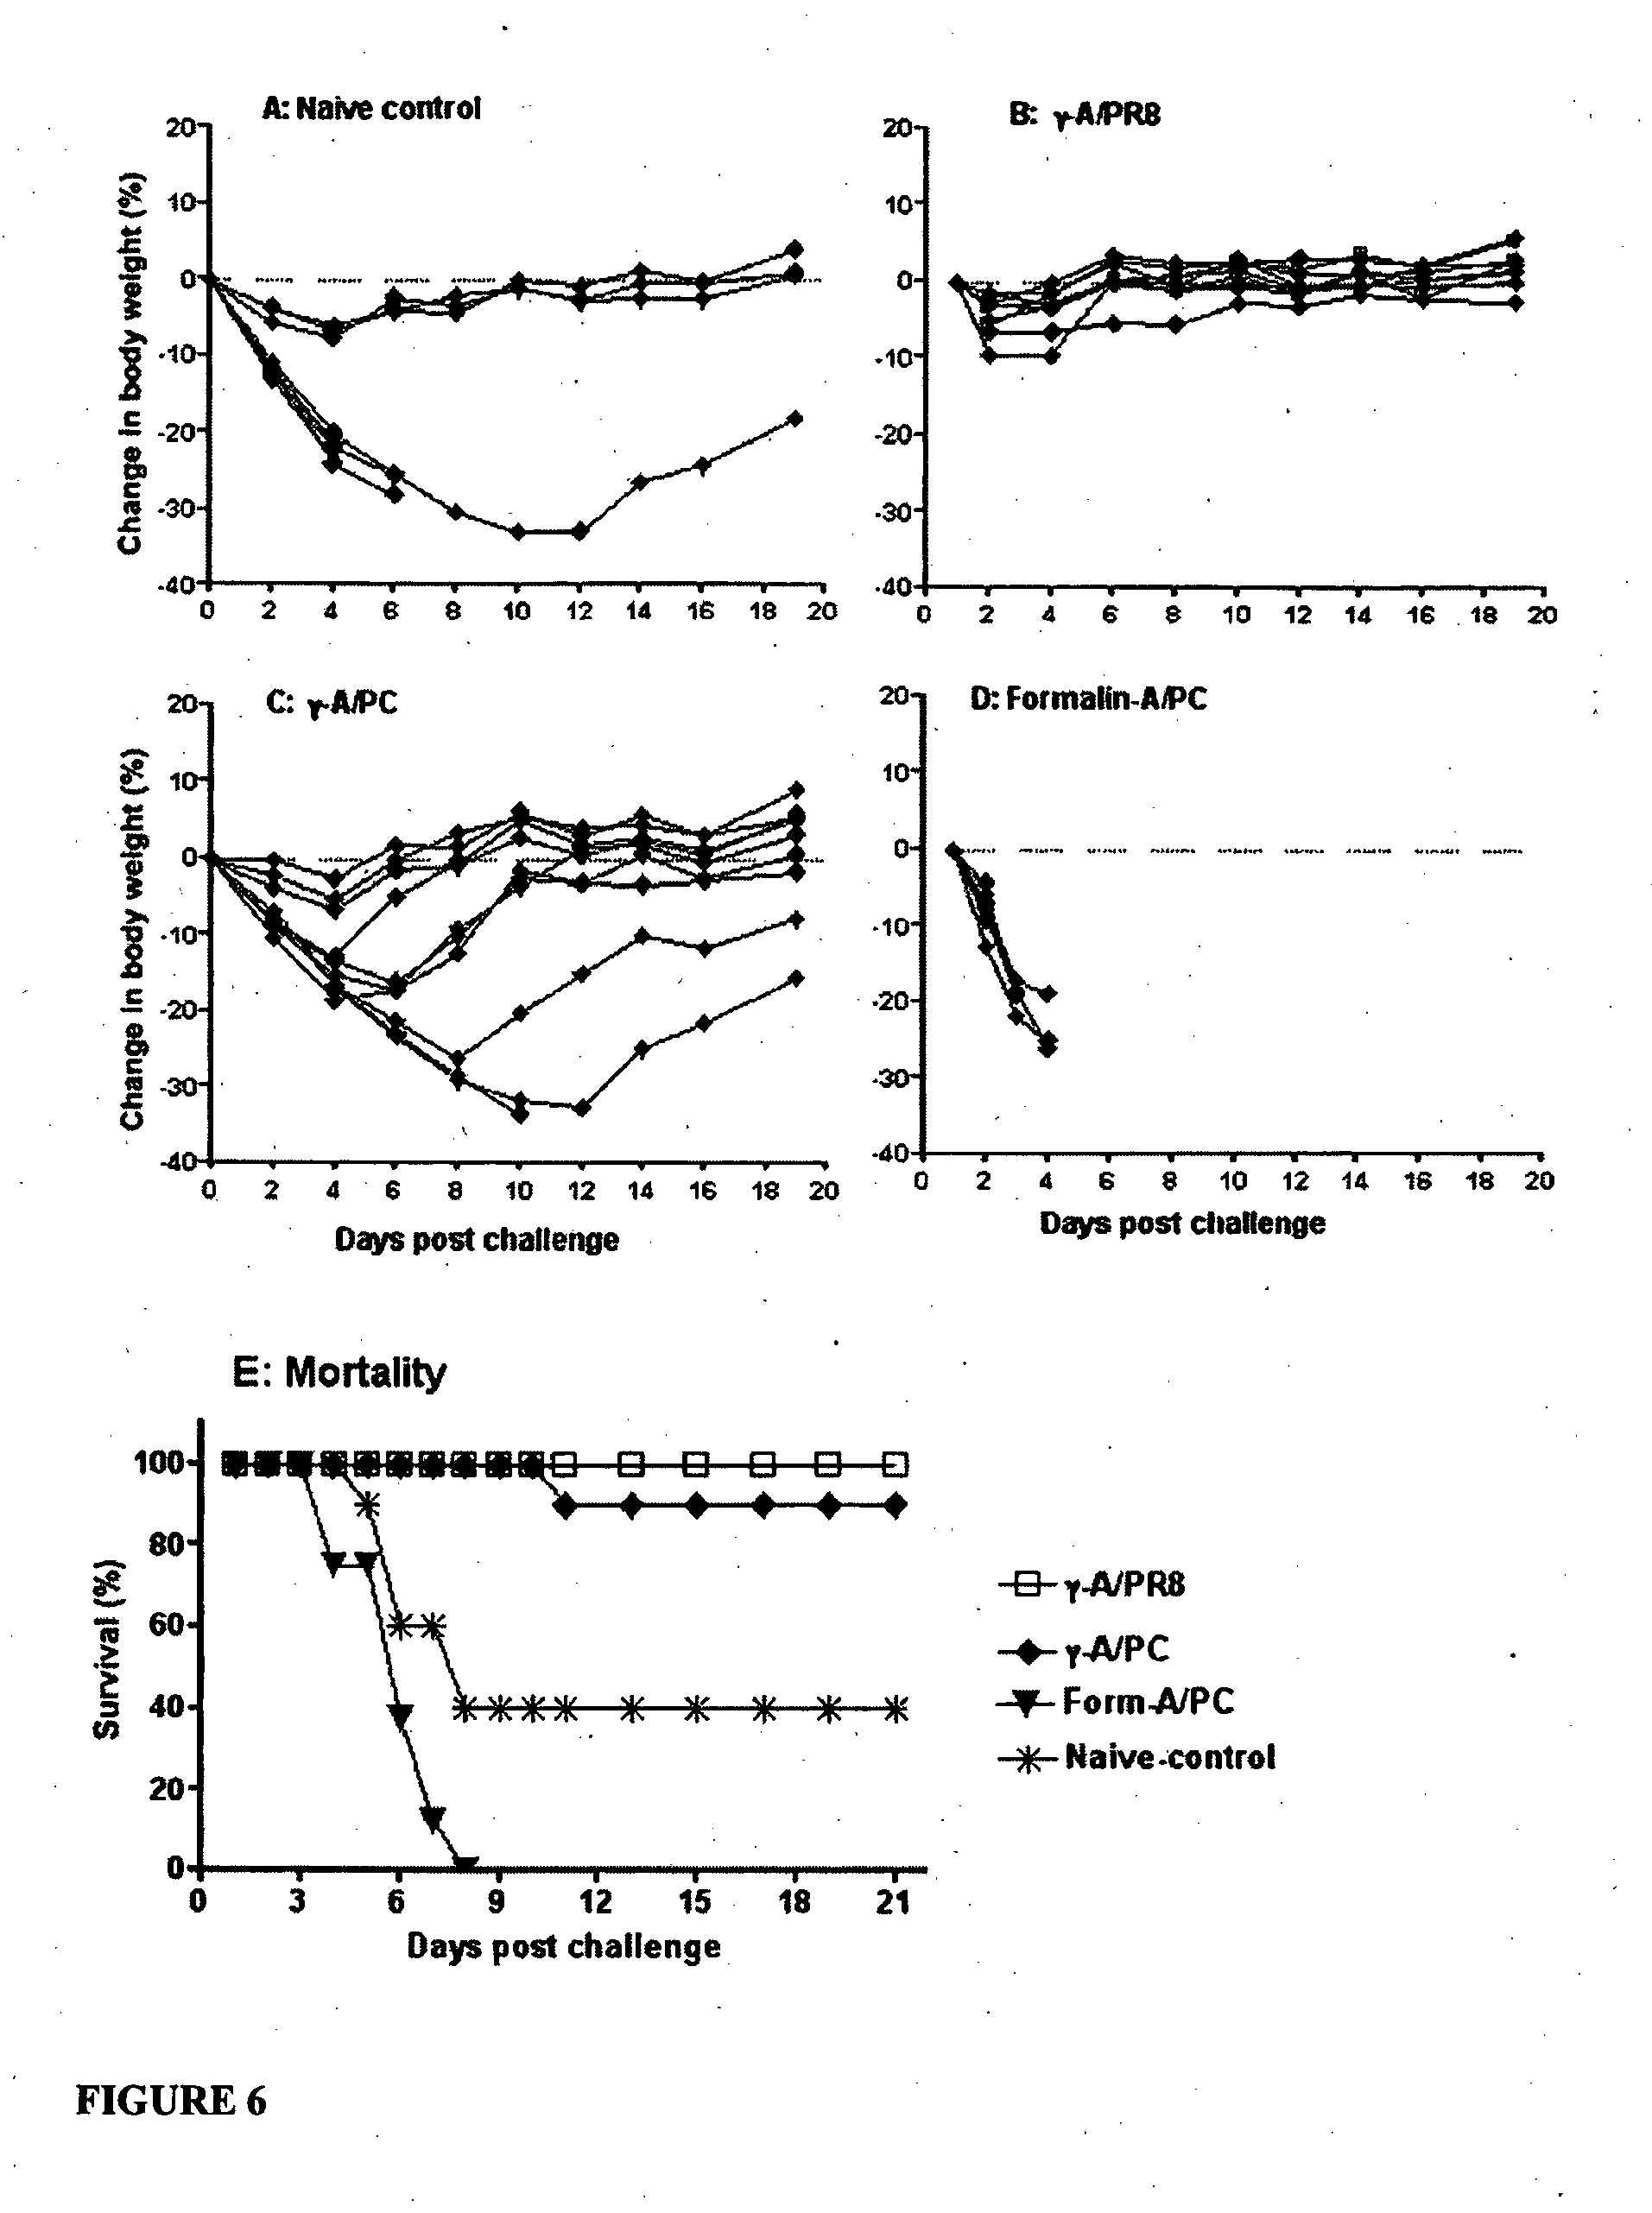 A: Naive control
20
10
0
-10
-20
-30
-40
0 2 4 6 8 10 12 14 16 18 20
Change in body weight (%)
B: γ-A/PR8
20
10
0
-10
-20
-30
-40
0 2 4 6 8 10 12 14 16 18 20
C: γ-A/PC
20
10
0
-10
-20
-30
-40
0 2 4 6 8 10 12 14 16 18 20
Change in body weight (%)
Days post challenge
D: Formalin-A/PC
20
10
0
-10
-20
-30
-40
0 2 4 6 8 10 12 14 16 18 20
Days post challenge
E: Mortality
100
80
60
40
20
0
0 3 6 9 12 15 18 21
Survival (%)
Days post challenge
γ-A/PR8
γ-A/PC
Form-A/PC
Naive-control
FIGURE 6